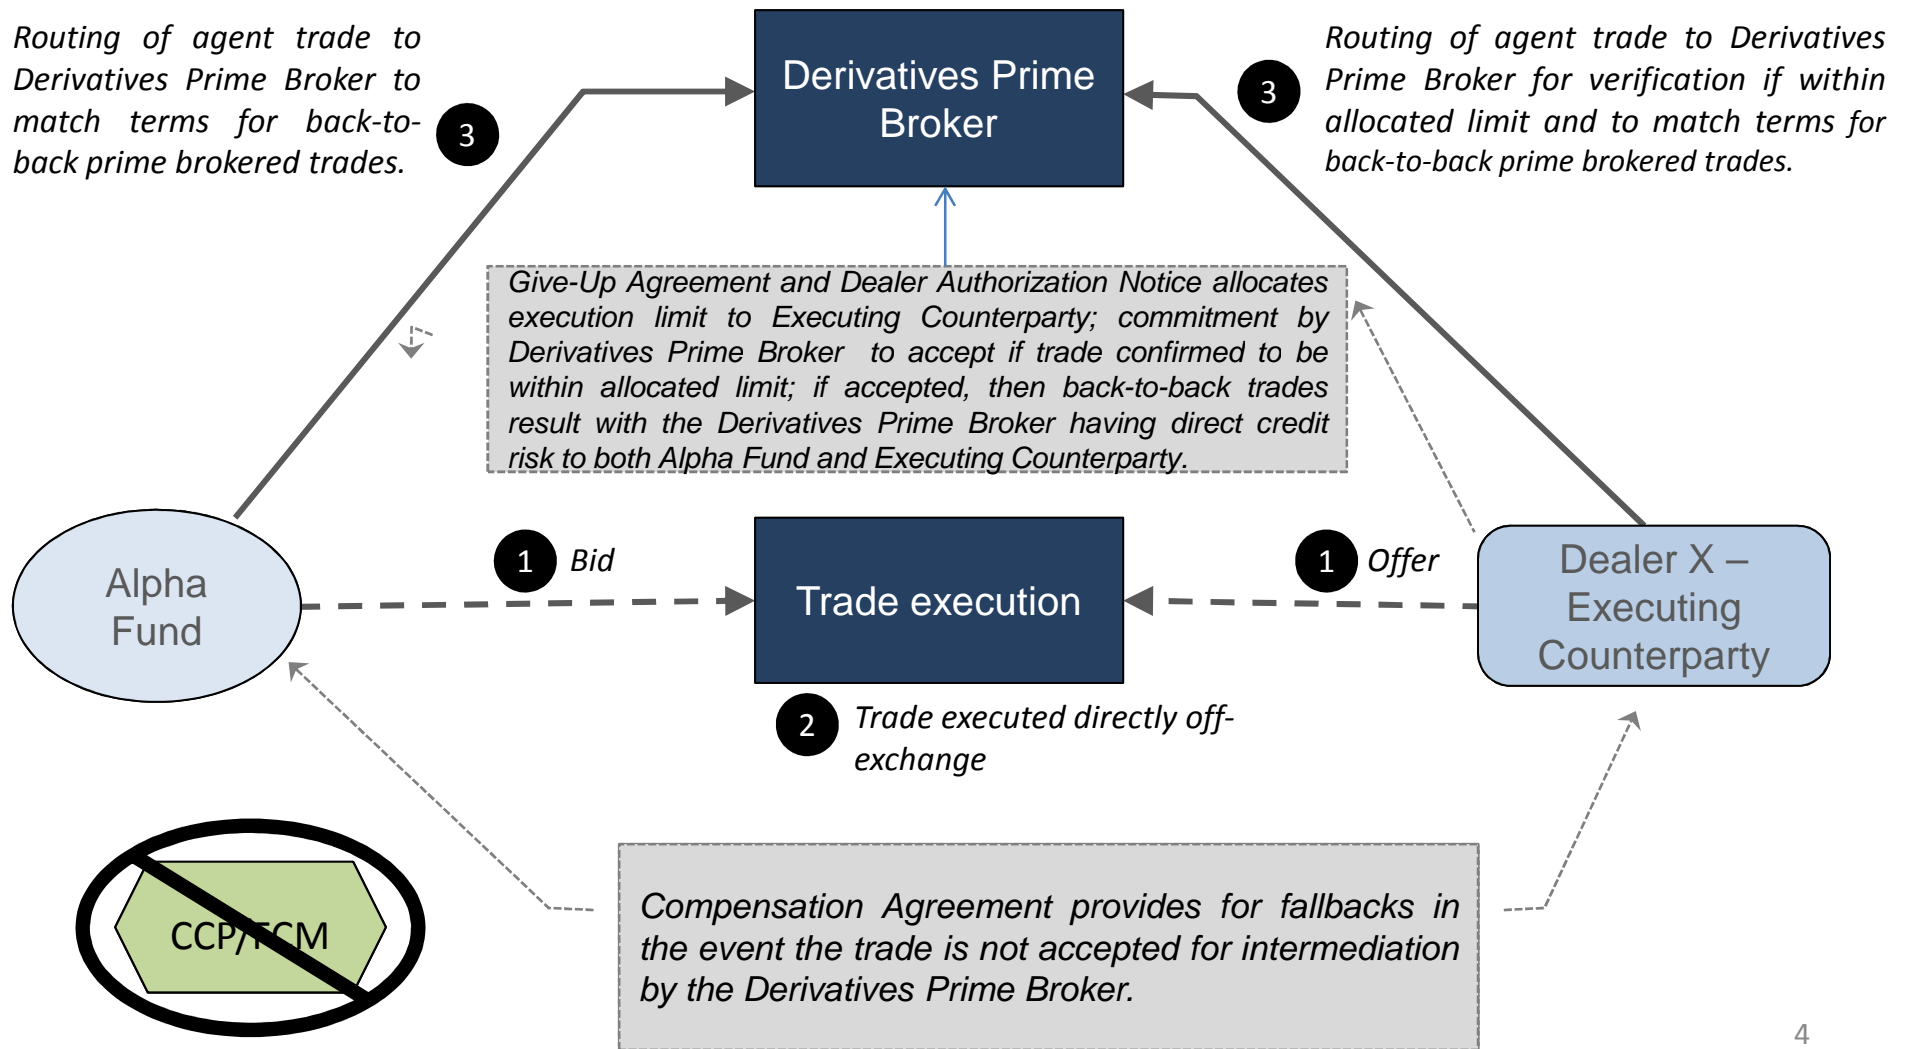 Routing of agent trade to
Derivatives Prime Broker to
match terms for back-to-
back prime brokered trades.
3
Derivatives Prime
Broker
3
Routing of agent trade to Derivatives
Prime Broker for verification if within
allocated limit and to match terms for
back-to-back prime brokered trades.
Give-Up Agreement and Dealer Authorization Notice allocates
execution limit to Executing Counterparty; commitment by
Derivatives Prime Broker to accept if trade confirmed to be
within allocated limit; if accepted, then back-to-back trades
result with the Derivatives Prime Broker having direct credit
risk to both Alpha Fund and Executing Counterparty.
Alpha
Fund
1 Bid
Trade execution
1 Offer
Dealer X –
Executing
Counterparty
2 Trade executed directly off-
exchange
CCP/FCM
Compensation Agreement provides for fallbacks in
the event the trade is not accepted for intermediation
by the Derivatives Prime Broker.
4